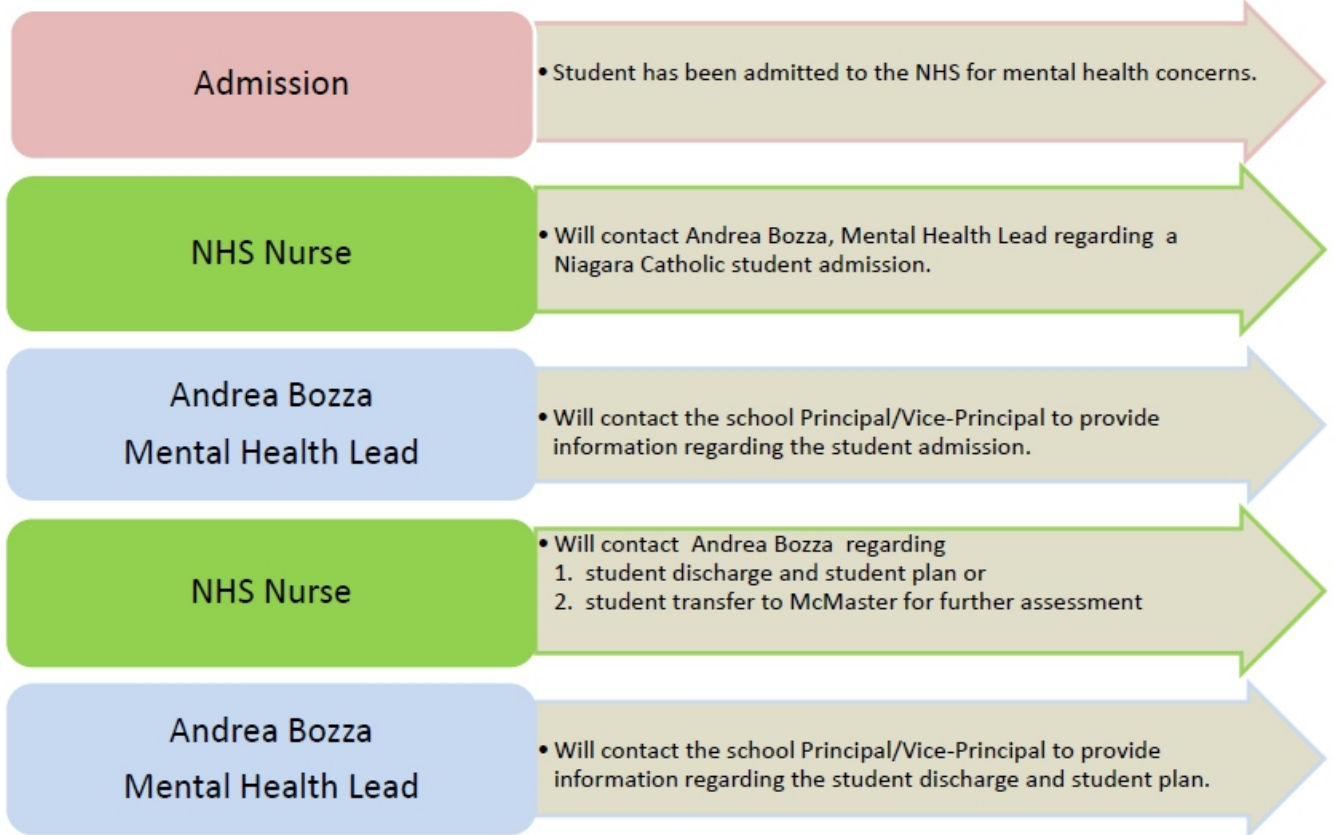 Admission
• Student has been admitted to the NHS for mental health concerns.
NHS Nurse
• Will contact Andrea Bozza, Mental Health Lead regarding a
Niagara Catholic student admission.
Andrea Bozza
Mental Health Lead
• Will contact the school Principal/Vice-Principal to provide
information regarding the student admission.
NHS Nurse
• Will contact Andrea Bozza regarding
1. student discharge and student plan or
2. student transfer to McMaster for further assessment
Andrea Bozza
Mental Health Lead
• Will contact the school Principal/Vice-Principal to provide
information regarding the student discharge and student plan.